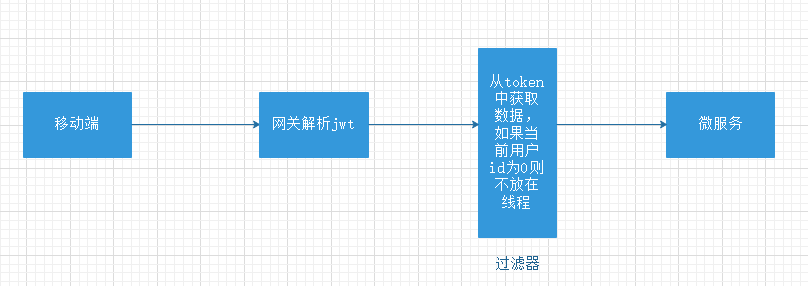 移动端
网关解析jwt
从token
中获取
数据，
如果当
前用户
id为0则
不放在
线程
微服务
过滤器